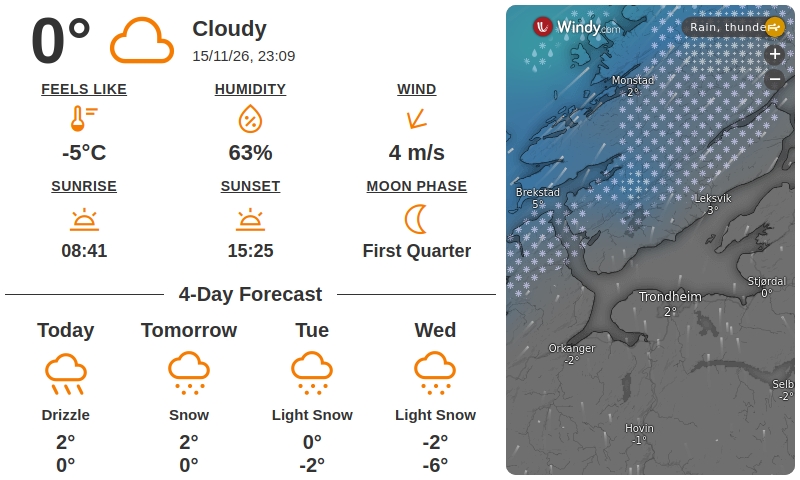 0°
Cloudy
15/11/26, 23:09
FEELS LIKE HUMIDITY WIND
-5°C 63% 4 m/s
SUNRISE SUNSET MOON PHASE
08:41 15:25 First Quarter
4-Day Forecast
Today Tomorrow Tue Wed
Drizzle Snow Light Snow Light Snow
2° 2° 0° -2°
0° 0° -2° -6°
Windy.com
Rain, thunde
+
−
Monstad
2°
Brekstad
5°
Leksvik
3°
Stjørdal
0°
Trondheim
2°
Orkanger
-2°
Selb
-2°
Hovin
-1°